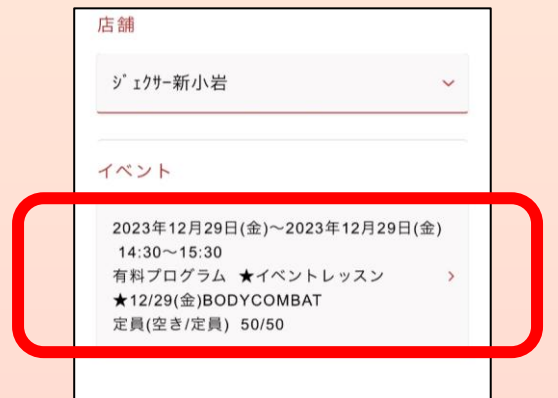 店舗
ｼﾞｪｸｻｰ新小岩
イベント
2023年12月29日(金)～2023年12月29日(金)
14:30～15:30
有料プログラム ★イベントレッスン
★12/29(金)BODYCOMBAT
定員(空き/定員) 50/50